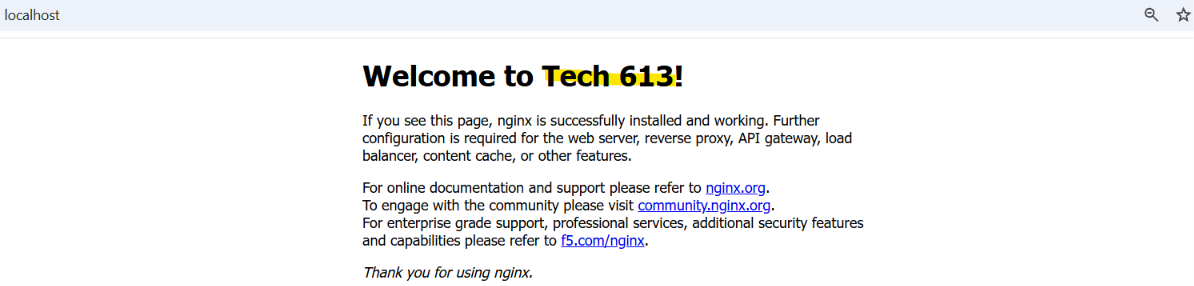 localhost
Welcome to Tech 613!
If you see this page, nginx is successfully installed and working. Further
configuration is required for the web server, reverse proxy, API gateway, load
balancer, content cache, or other features.
For online documentation and support please refer to nginx.org.
To engage with the community please visit community.nginx.org.
For enterprise grade support, professional services, additional security features
and capabilities please refer to f5.com/nginx.
Thank you for using nginx.